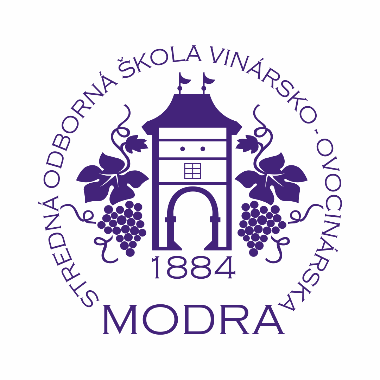 STREDNÁ ODBORNÁ ŠKOLA VINÁRSKO - OVOCINÁRSKA
1884
MODRA